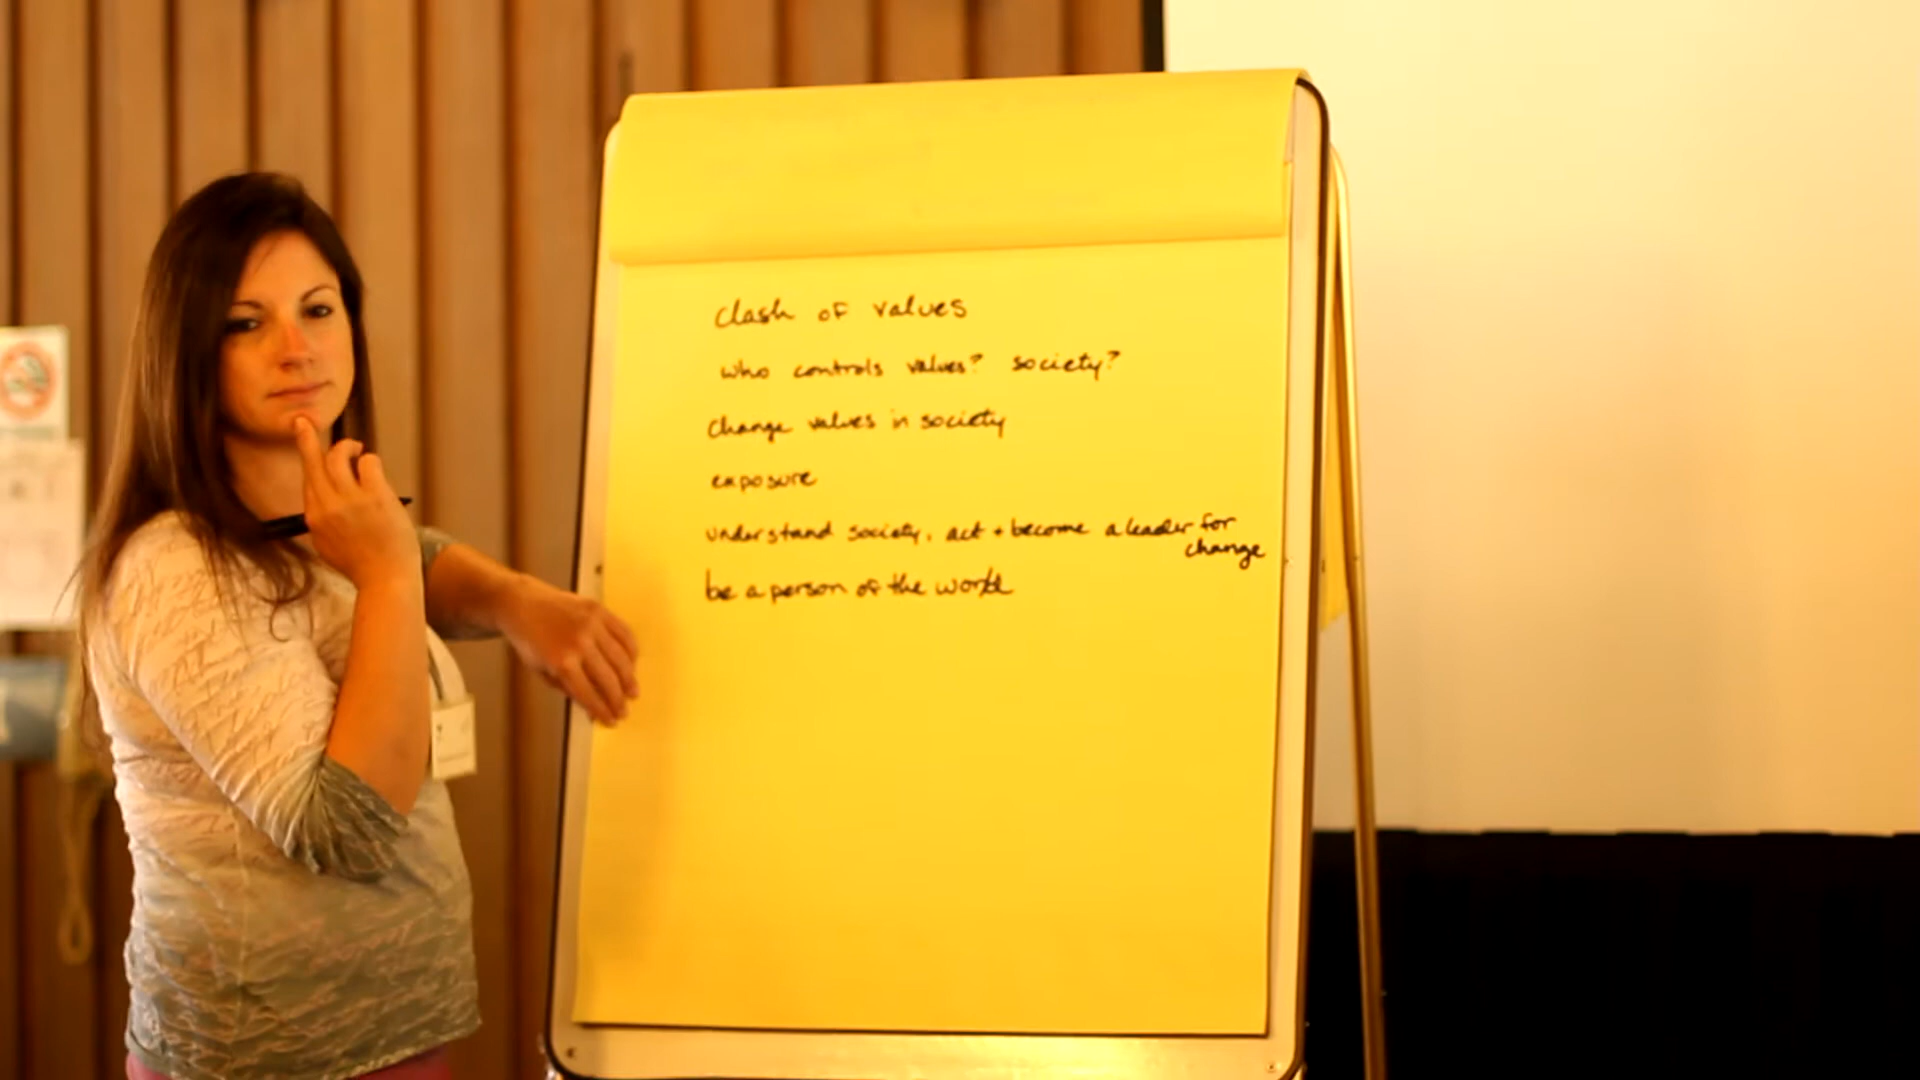 clash of values
who controls values? society?
change values in society
exposure
understand society, act + become a leader for
change
be a person of the world